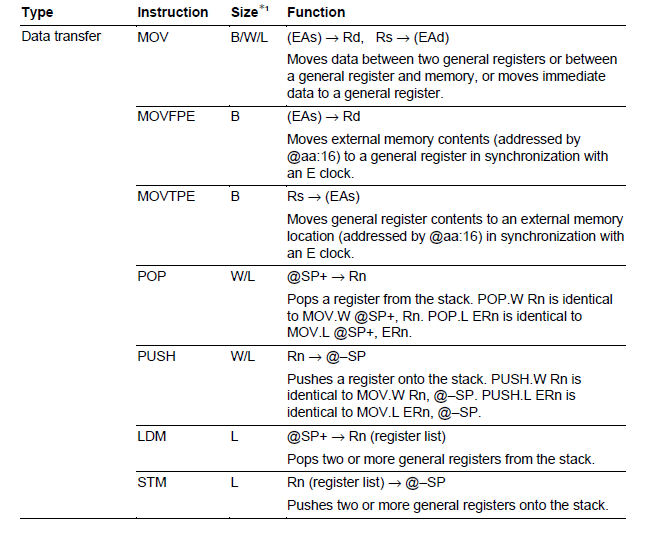 Type Instruction Size*1 Function
Data transfer MOV B/W/L (EAs) → Rd, Rs → (EAd)
Moves data between two general registers or between
a general register and memory, or moves immediate
data to a general register.
MOVFPE B (EAs) → Rd
Moves external memory contents (addressed by
@aa:16) to a general register in synchronization with
an E clock.
MOVTPE B Rs → (EAs)
Moves general register contents to an external memory
location (addressed by @aa:16) in synchronization with
an E clock.
POP W/L @SP+ → Rn
Pops a register from the stack. POP.W Rn is identical
to MOV.W @SP+, Rn. POP.L ERn is identical to
MOV.L @SP+, ERn.
PUSH W/L Rn → @–SP
Pushes a register onto the stack. PUSH.W Rn is
identical to MOV.W Rn, @–SP. PUSH.L ERn is
identical to MOV.L ERn, @–SP.
LDM L @SP+ → Rn (register list)
Pops two or more general registers from the stack.
STM L Rn (register list) → @–SP
Pushes two or more general registers onto the stack.